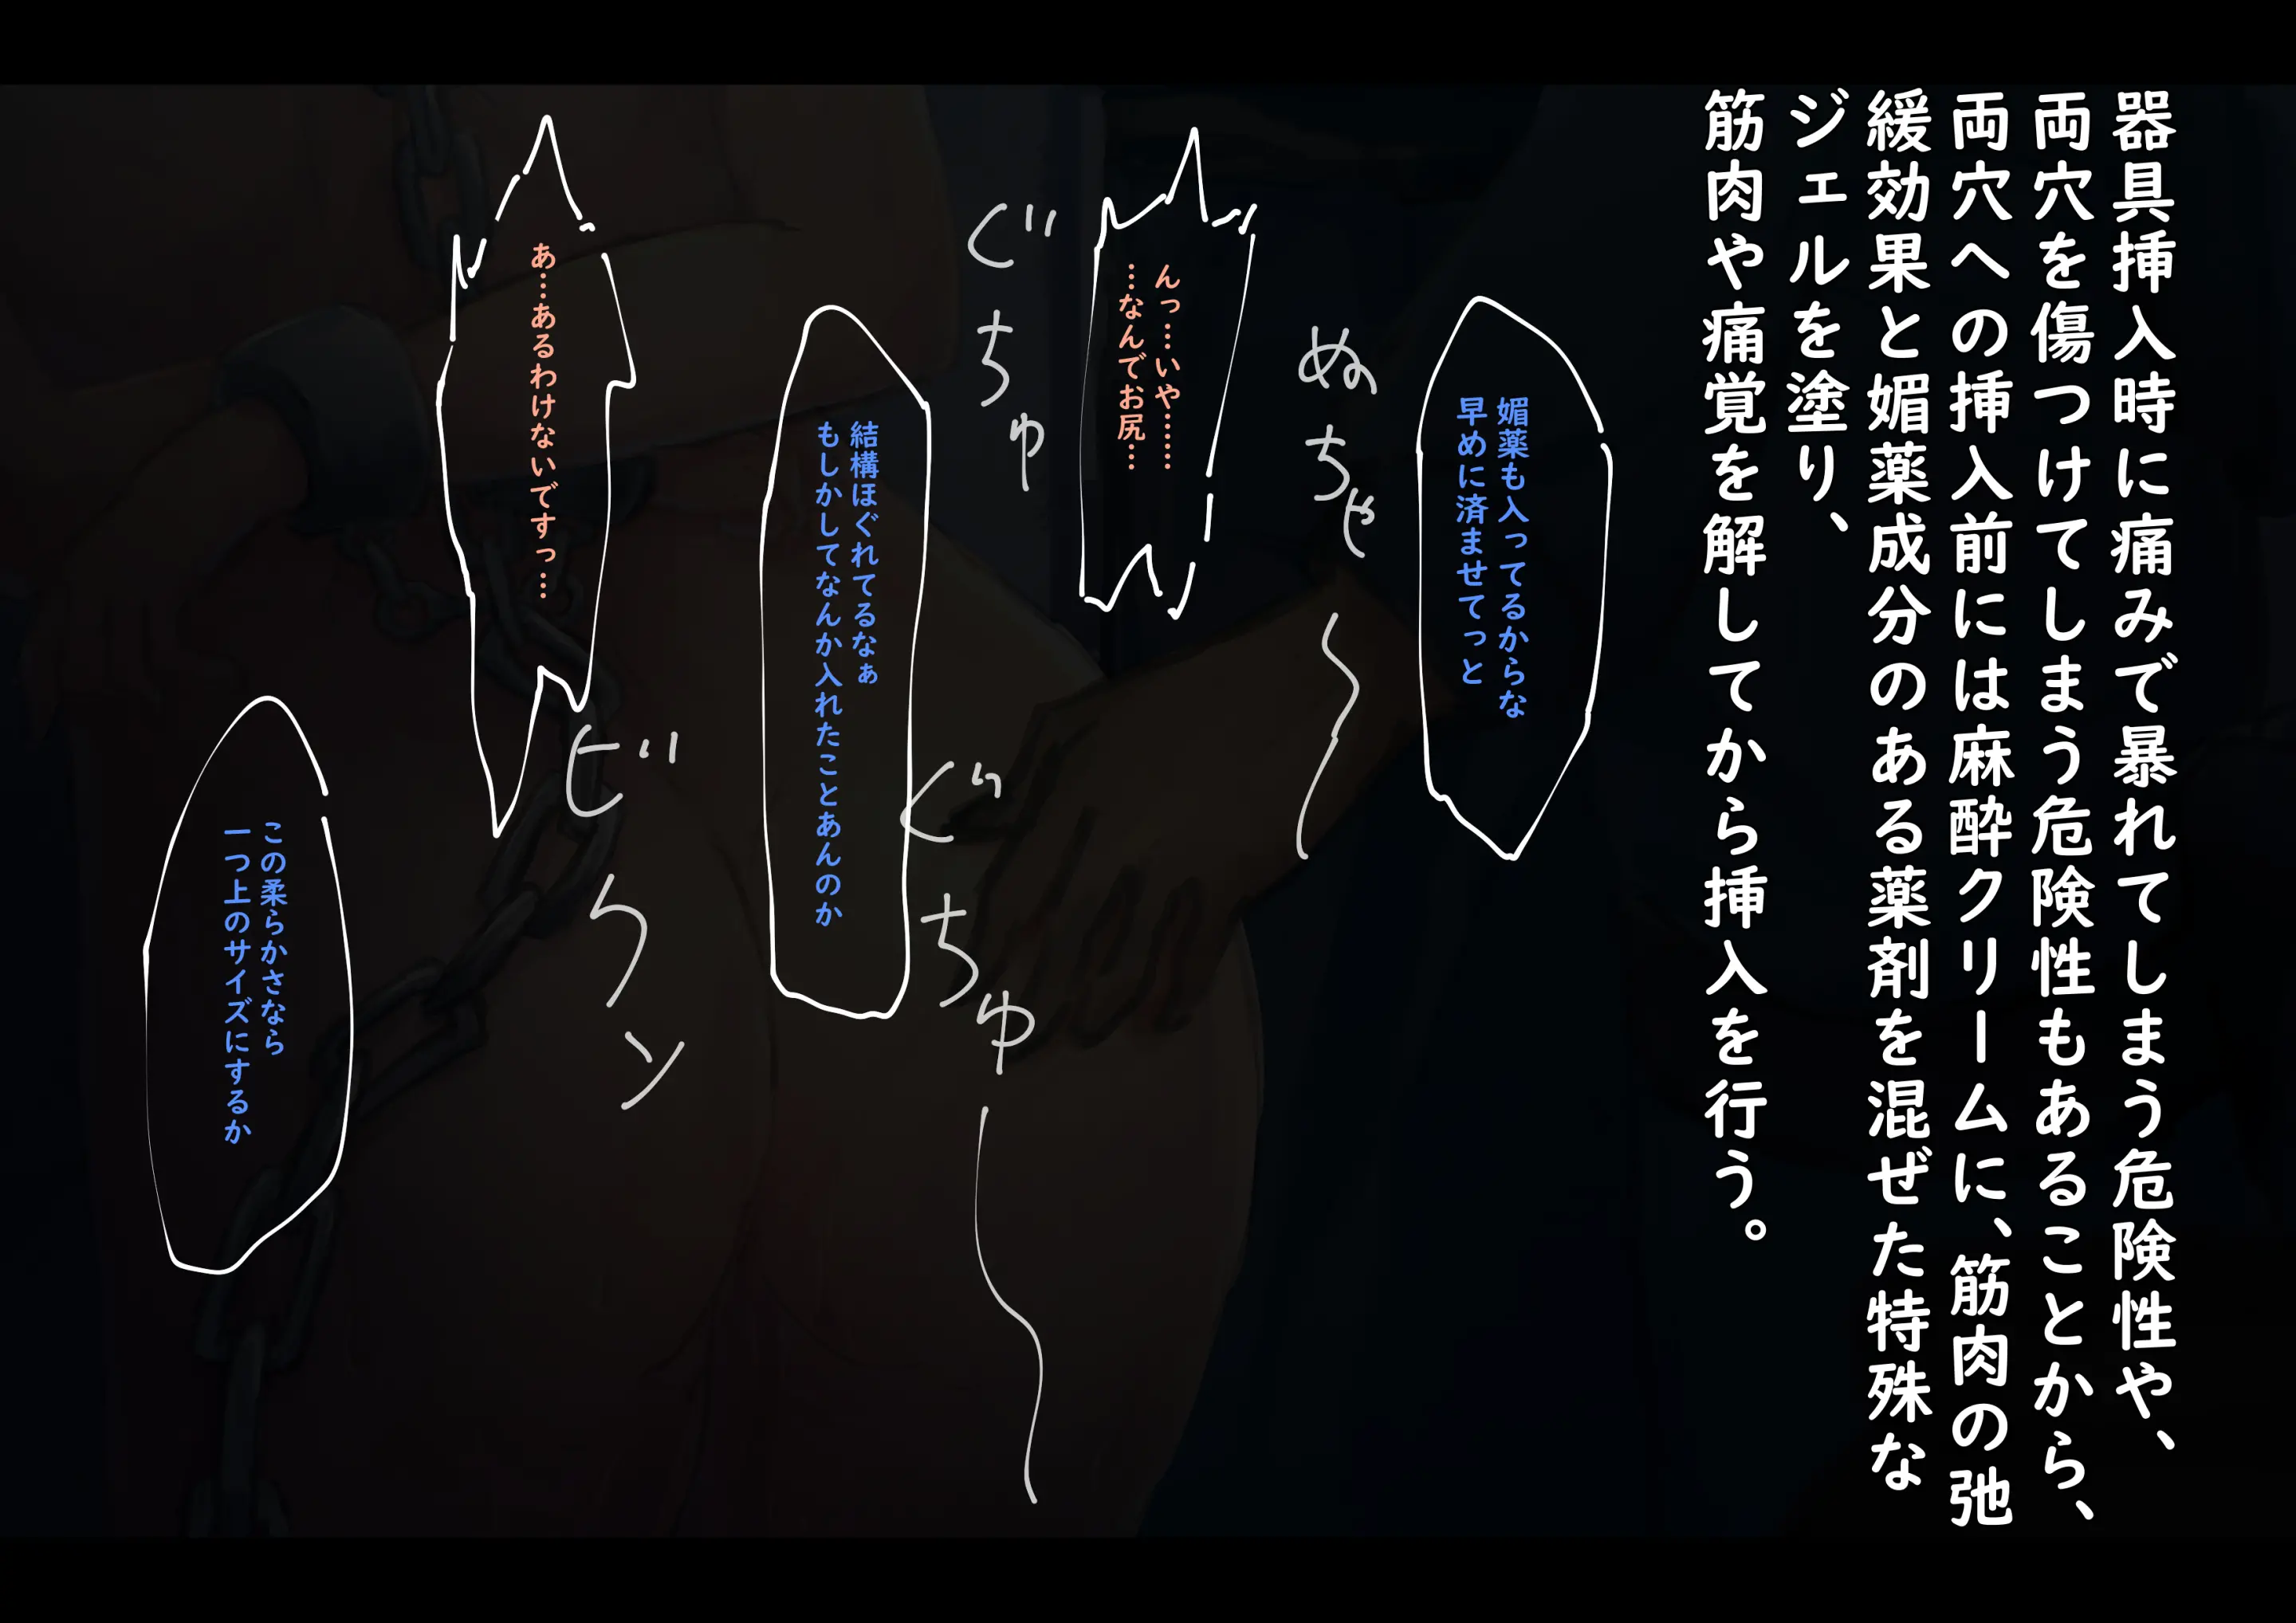 器具挿入時に痛みで暴れてしまう危険性や、
両穴を傷つけてしまう危険性もあることから、
両穴への挿入前には麻酔クリームに、筋肉の弛
緩効果と媚薬成分のある薬剤を混ぜた特殊な
ジェルを塗り、
筋肉や痛覚を解してから挿入を行う。
媚薬も入ってるからな
早めに済ませてっと
ぬちゃ～
んっ…いや……
…なんでお尻…
ぐちゅ
ぐちゅ～
結構ほぐれてるなぁ
もしかしてなんか入れたことあんのか
あ…あるわけないですっ…
ビクン
この柔らかさなら
一つ上のサイズにするか